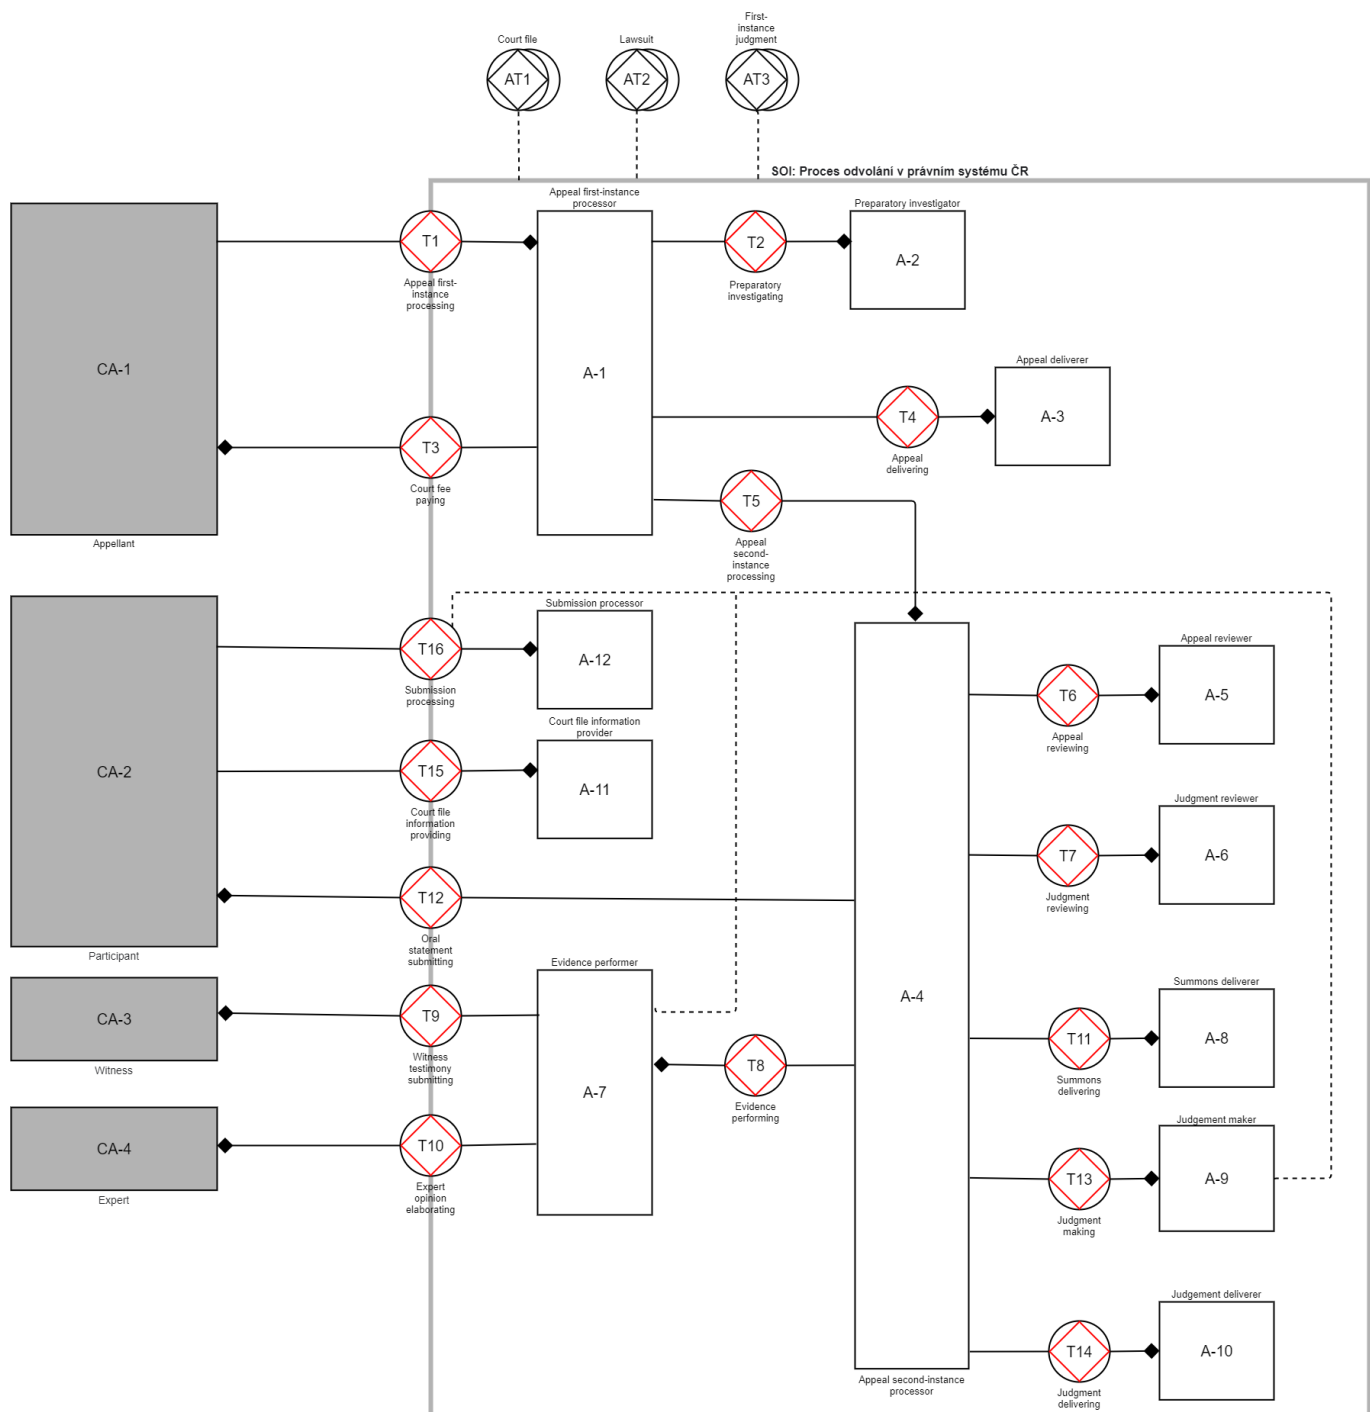 Court file
Lawsuit
First-
instance
judgment
AT1
AT2
AT3
SOI: Proces odvolání v právním systému ČR
Appeal first-instance
processor
Preparatory investigator
T1
T2
A-2
Appeal first-
instance
processing
Preparatory
investigating
CA-1
A-1
Appeal deliverer
T4
A-3
T3
Appeal
delivering
Court fee
paying
T5
Appellant
Appeal
second-
instance
processing
Submission processor
T16
A-12
Submission
processing
Appeal reviewer
T6
A-5
Court file information
provider
Appeal
reviewing
CA-2
T15
A-11
Court file
information
providing
Judgment reviewer
T7
A-6
Judgment
reviewing
T12
Oral
statement
submitting
Participant
Evidence performer
Summons deliverer
A-4
CA-3
T9
Witness
testimony
submitting
Witness
T11
A-8
Summons
delivering
T8
Evidence
performing
A-7
Judgement maker
CA-4
T10
Expert
opinion
elaborating
Expert
T13
A-9
Judgment
making
Judgement deliverer
T14
A-10
Judgment
delivering
Appeal second-instance
processor